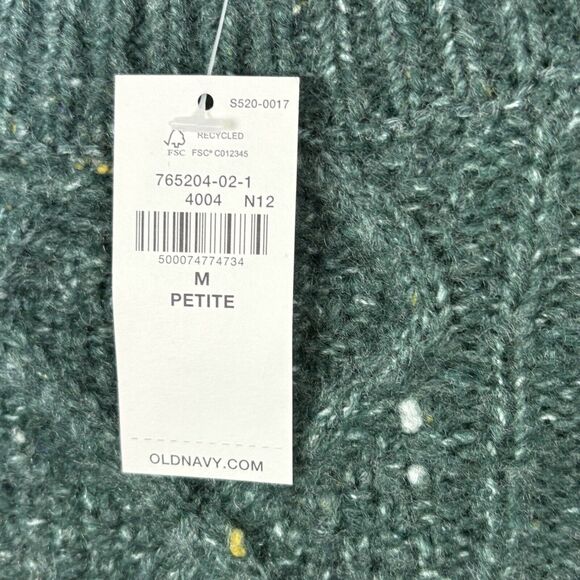 S520-0017
RECYCLED
FSC FSC® C012345
765204-02-1
4004 N12
500074774734
M
PETITE
OLDNAVY.COM